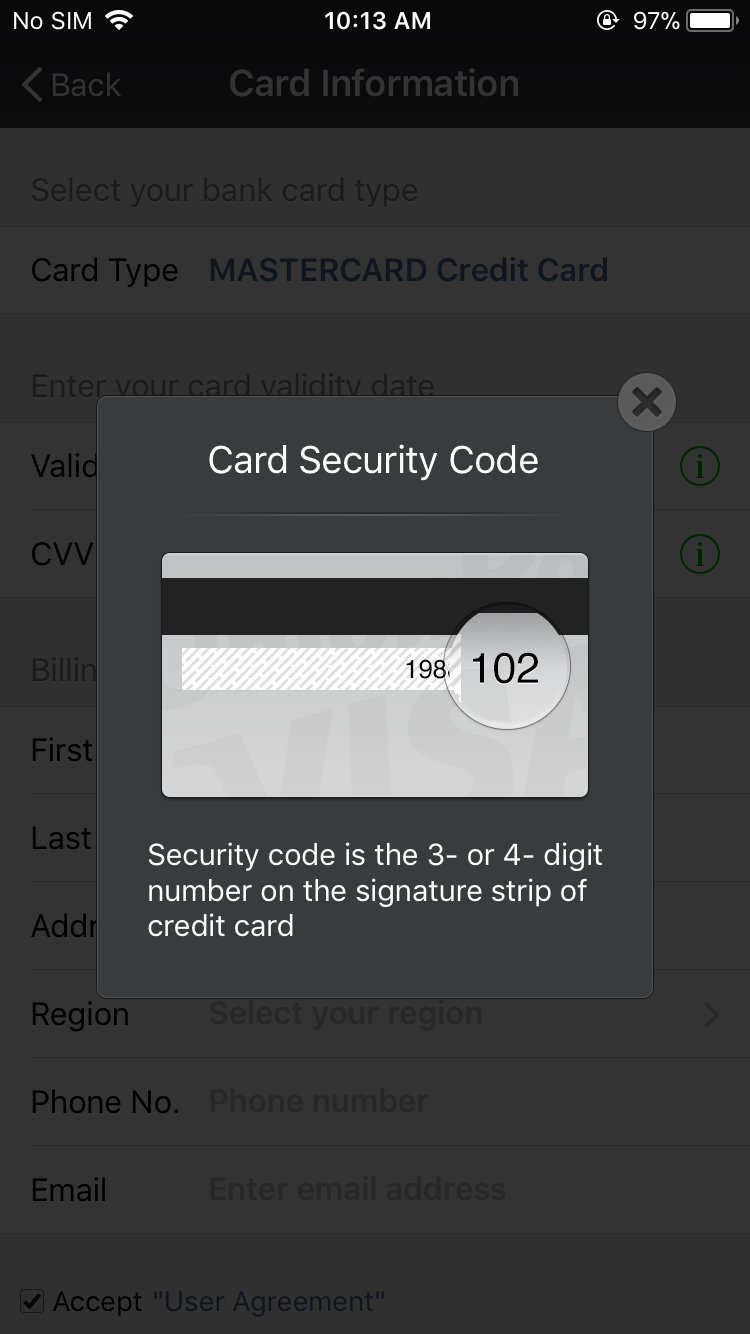 No SIM 10:13 AM 97%
Back Card Information
Select your bank card type
Card Type MASTERCARD Credit Card
Enter your card validity date
Card Security Code
CVV
198
102
VISA
First
Last
Security code is the 3- or 4- digit
number on the signature strip of
credit card
Region Select your region
Phone No. Phone number
Email Enter email address
Accept "User Agreement"